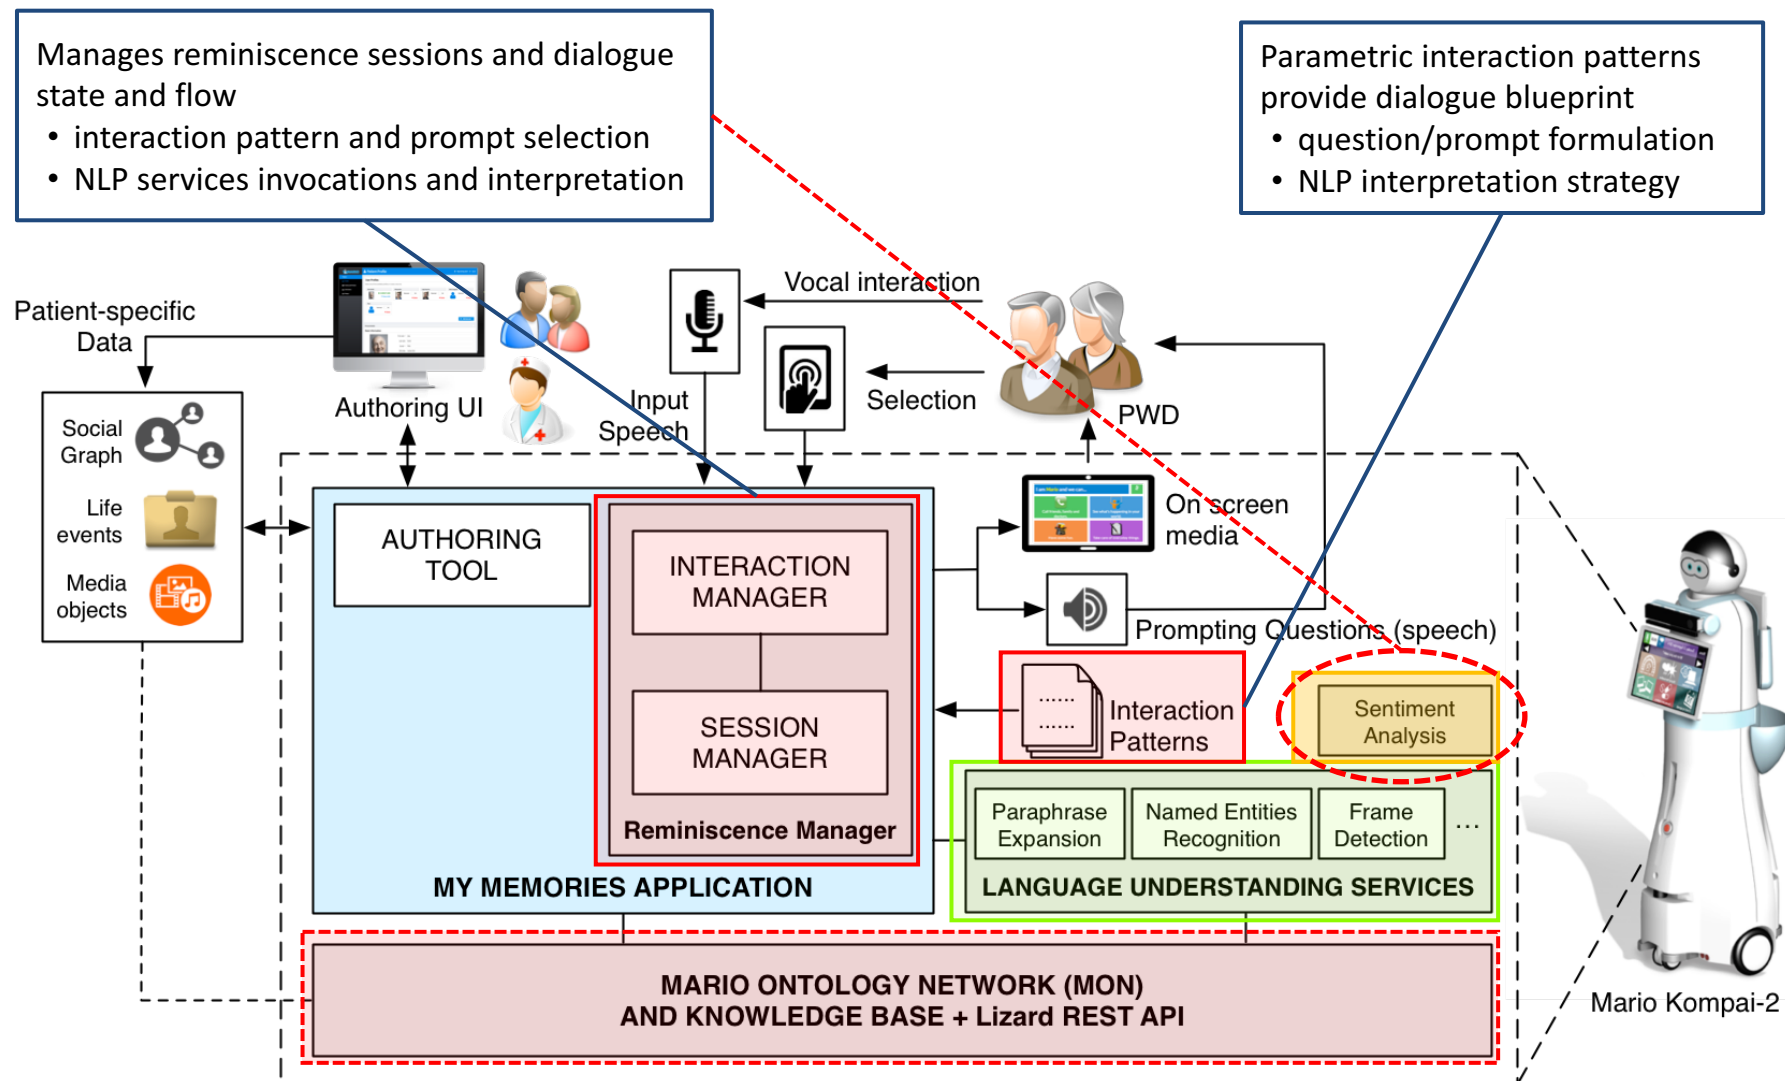 Manages reminiscence sessions and dialogue
state and flow
• interaction pattern and prompt selection
• NLP services invocations and interpretation
Parametric interaction patterns
provide dialogue blueprint
• question/prompt formulation
• NLP interpretation strategy
Patient-specific
Data
Authoring UI
Vocal interaction
Selection
Input
Speech
PWD
Social
Graph
Life
events
Media
objects
AUTHORING
TOOL
INTERACTION
MANAGER
SESSION
MANAGER
Reminiscence Manager
MY MEMORIES APPLICATION
On screen
media
Prompting Questions (speech)
......
......
Interaction
Patterns
Sentiment
Analysis
Paraphrase
Expansion
Named Entities
Recognition
Frame
Detection
...
LANGUAGE UNDERSTANDING SERVICES
MARIO ONTOLOGY NETWORK (MON)
AND KNOWLEDGE BASE + Lizard REST API
Mario Kompai-2